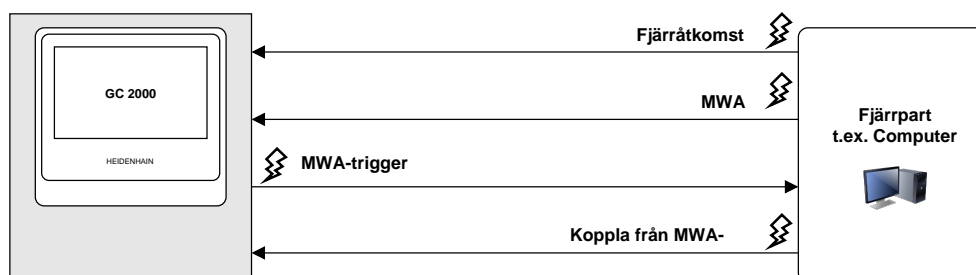 Fjärråtkomst
GC 2000
MWA
Fjärrpart
t.ex. Computer
HEIDENHAIN
MWA-trigger
Koppla från MWA-